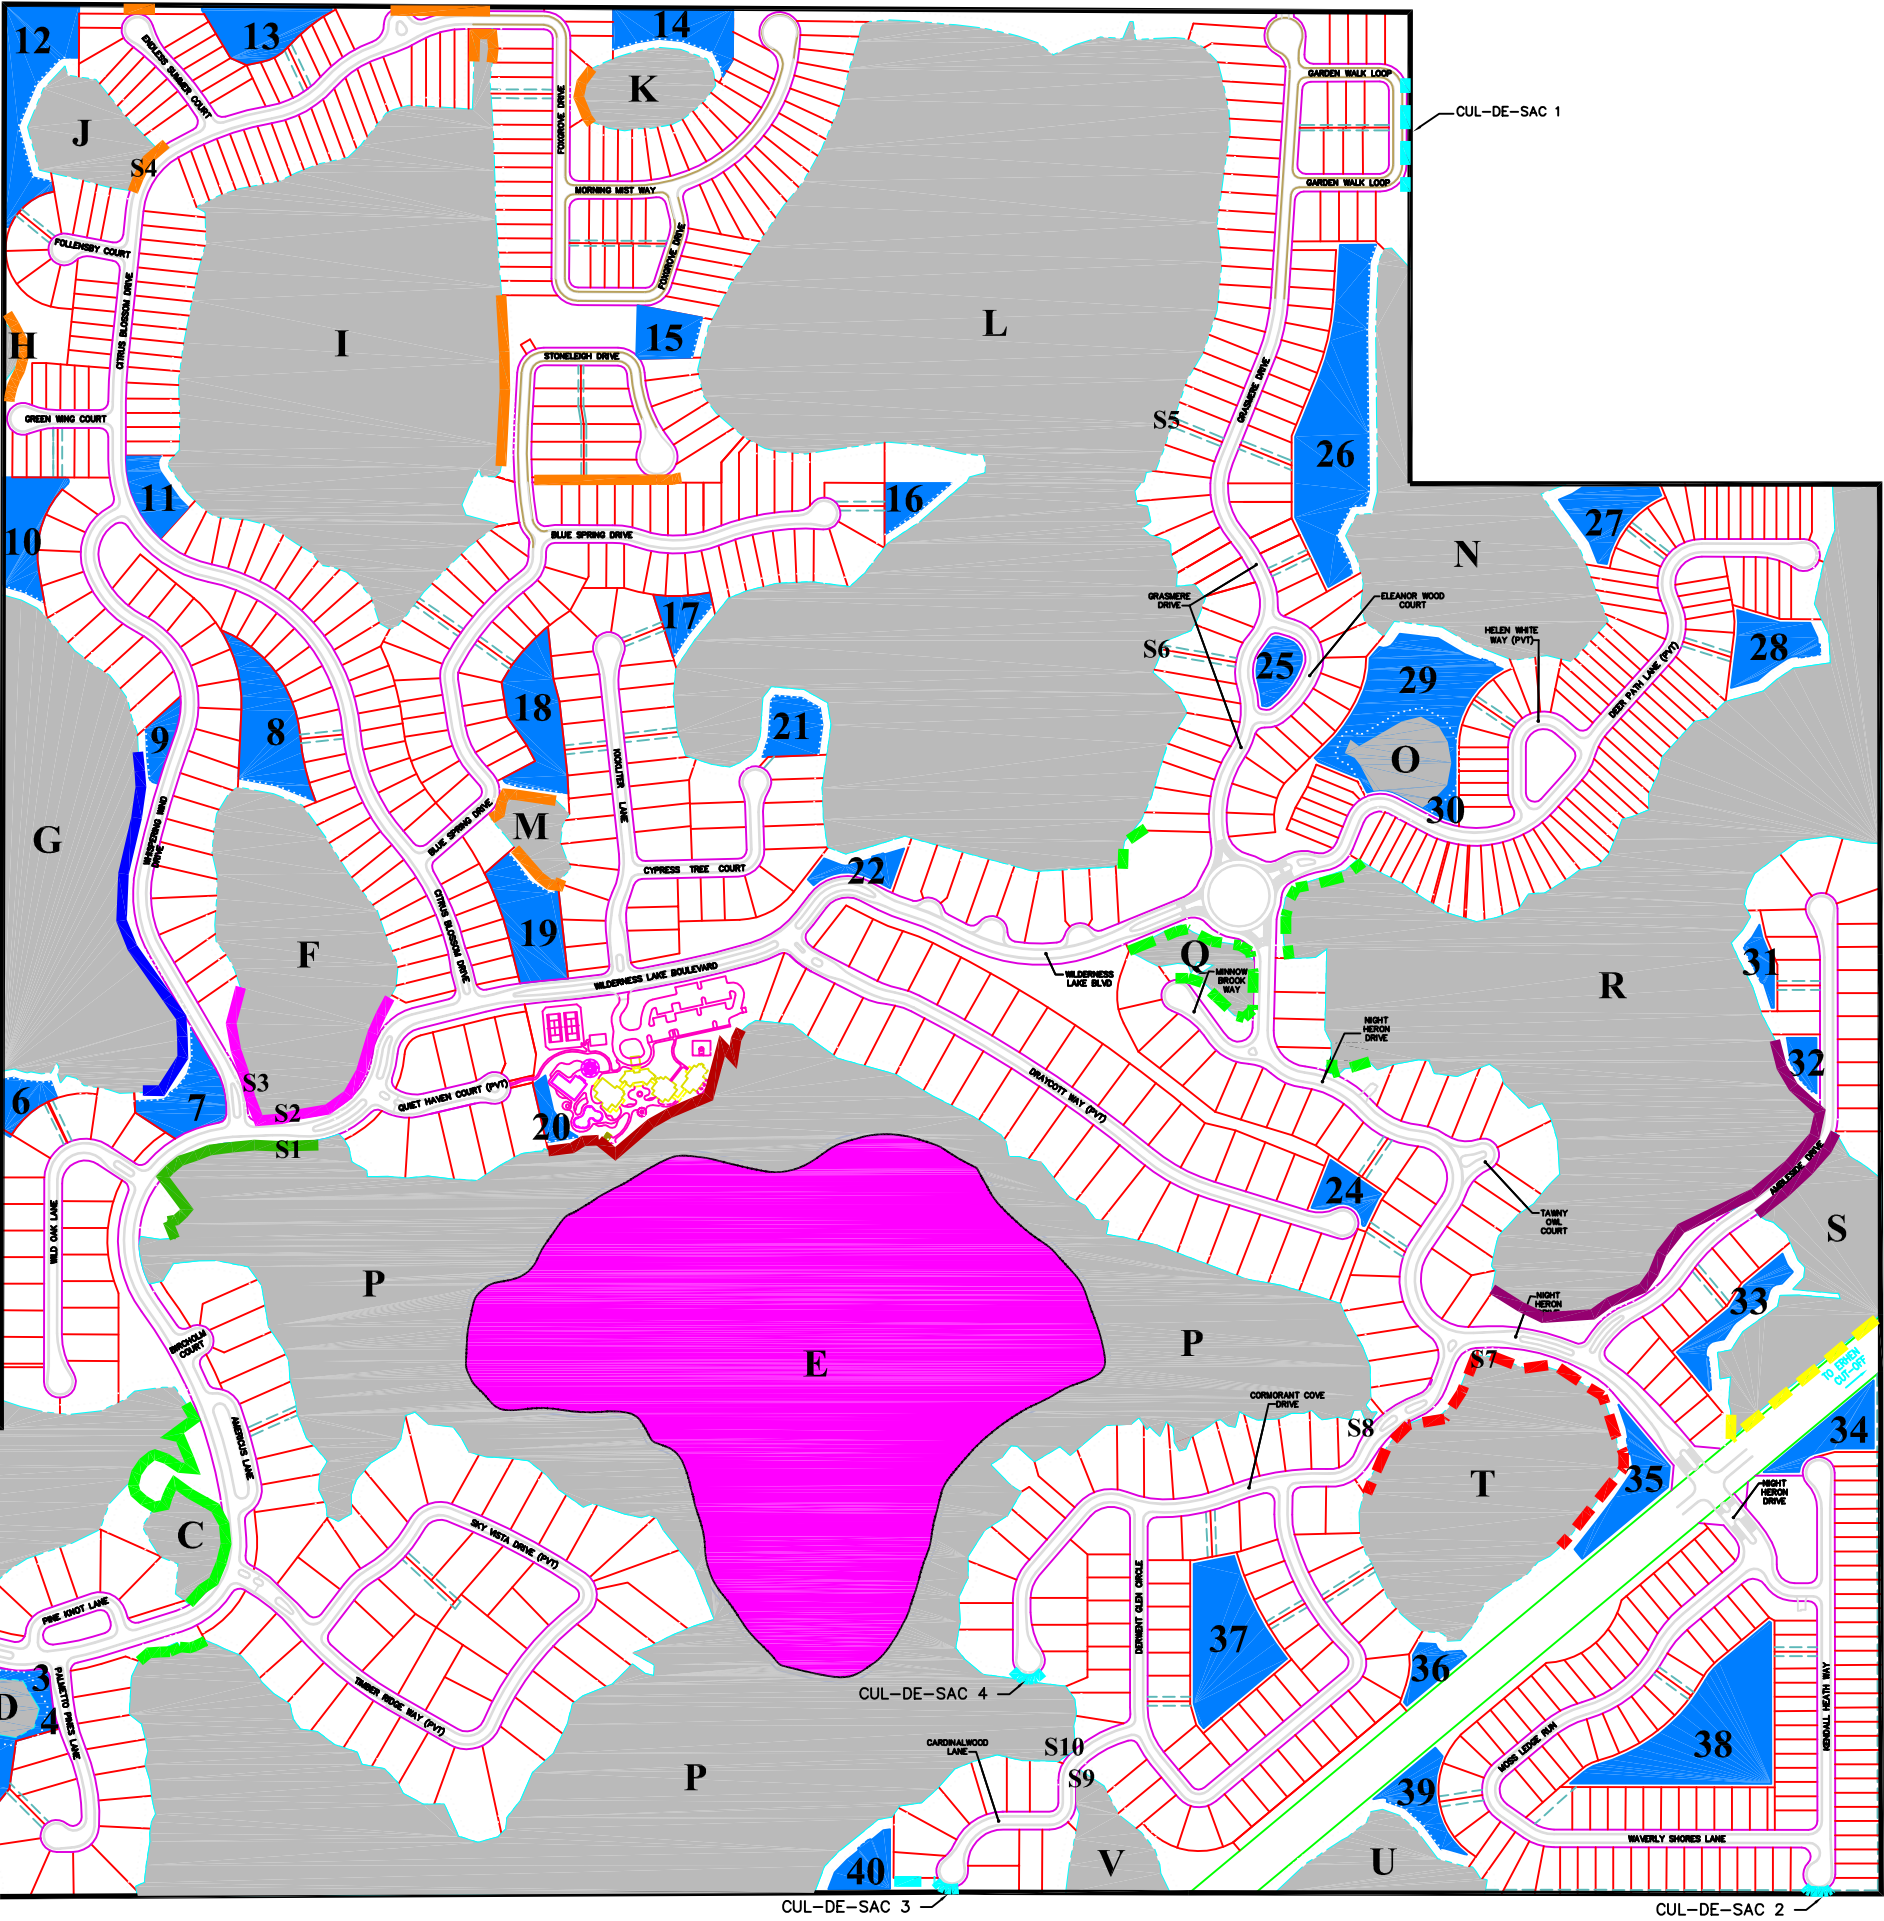 12
13
14
ENDLESS SUMMER COURT
J
K
GARDEN WALK LOOP
CUL-DE-SAC 1
FOXGROVE DRIVE
S4
MORNING MIST WAY
GARDEN WALK LOOP
FOLLENSBY COURT
FOXGROVE DRIVE
CITRUS BLOSSOM DRIVE
H
I
15
L
STONELEIGH DRIVE
GRASMERE DRIVE
GREEN WING COURT
S5
26
11
16
10
BLUE SPRING DRIVE
27
N
GRASMERE
DRIVE
ELEANOR WOOD
COURT
17
HELEN WHITE
WAY (PVT)
S6
25
28
29
DEER PATH LANE (PVT)
18
8
9
21
O
KICKLITER LANE
30
WHISPERING WIND
DRIVE
BLUE SPRING DRIVE
M
G
CYPRESS TREE COURT
22
CITRUS BLOSSOM DRIVE
19
F
Q
31
WILDERNESS LAKE BOULEVARD
WILDERNESS
LAKE BLVD
MINNOW
BROOK
WAY
R
NIGHT
HERON
DRIVE
32
S3
QUIET HAVEN COURT (PVT)
DRAYCOTT WAY (PVT)
6
7
S2
20
S1
AMBLESIDE DRIVE
24
TAWNY
OWL
COURT
WILD OAK LANE
S
P
33
NIGHT
HERON
DRIVE
BIRCHOLM
COURT
P
E
S7
TO EHREN
CUT-OFF
CORMORANT COVE
DRIVE
S8
34
AMERICUS LANE
T
35
NIGHT
HERON
DRIVE
C
SKY VISTA DRIVE (PVT)
DERWENT GLEN CIRCLE
PINE KNOT LANE
37
36
3
PALMETTO PINES LANE
KENDALL HEATH WAY
CUL-DE-SAC 4
D
4
TIMBER RIDGE WAY (PVT)
MOSS LEDGE RUN
38
CARDINALWOOD
LANE
S10
P
S9
39
WAVERLY SHORES LANE
40
V
U
CUL-DE-SAC 3
CUL-DE-SAC 2